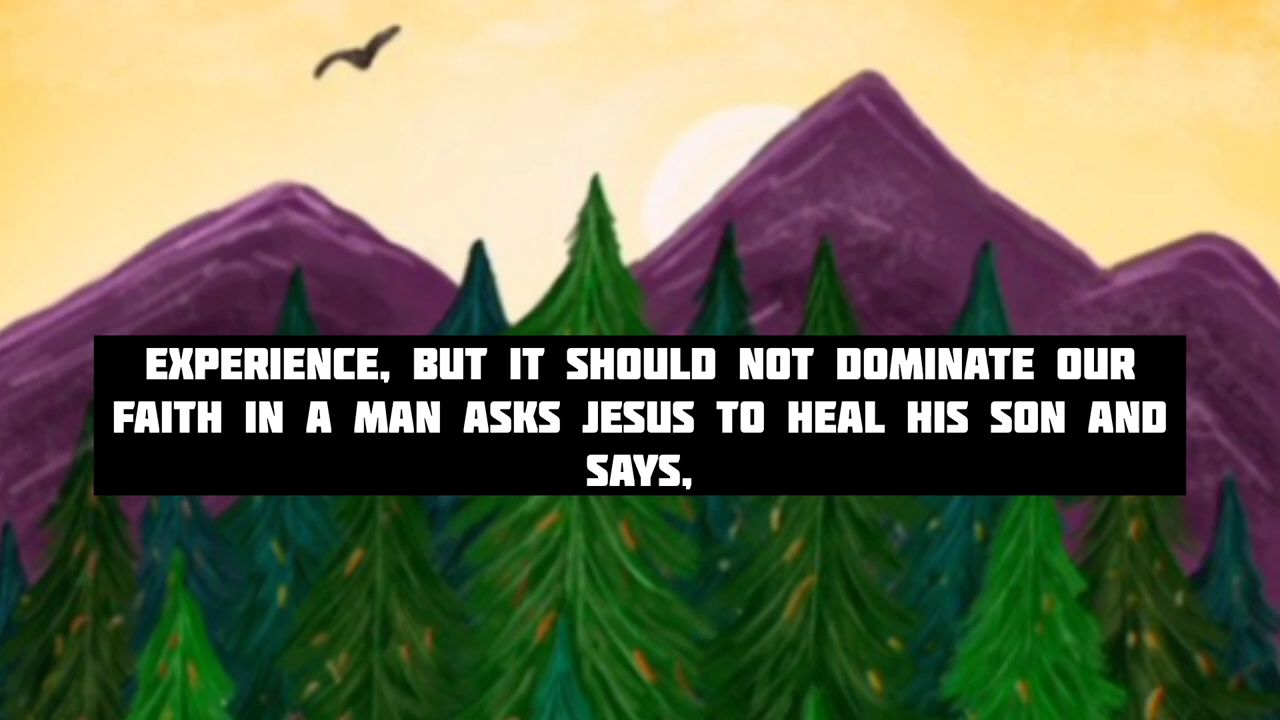 EXPERIENCE, BUT IT SHOULD NOT DOMINATE OUR
FAITH IN A MAN ASKS JESUS TO HEAL HIS SON AND
SAYS,